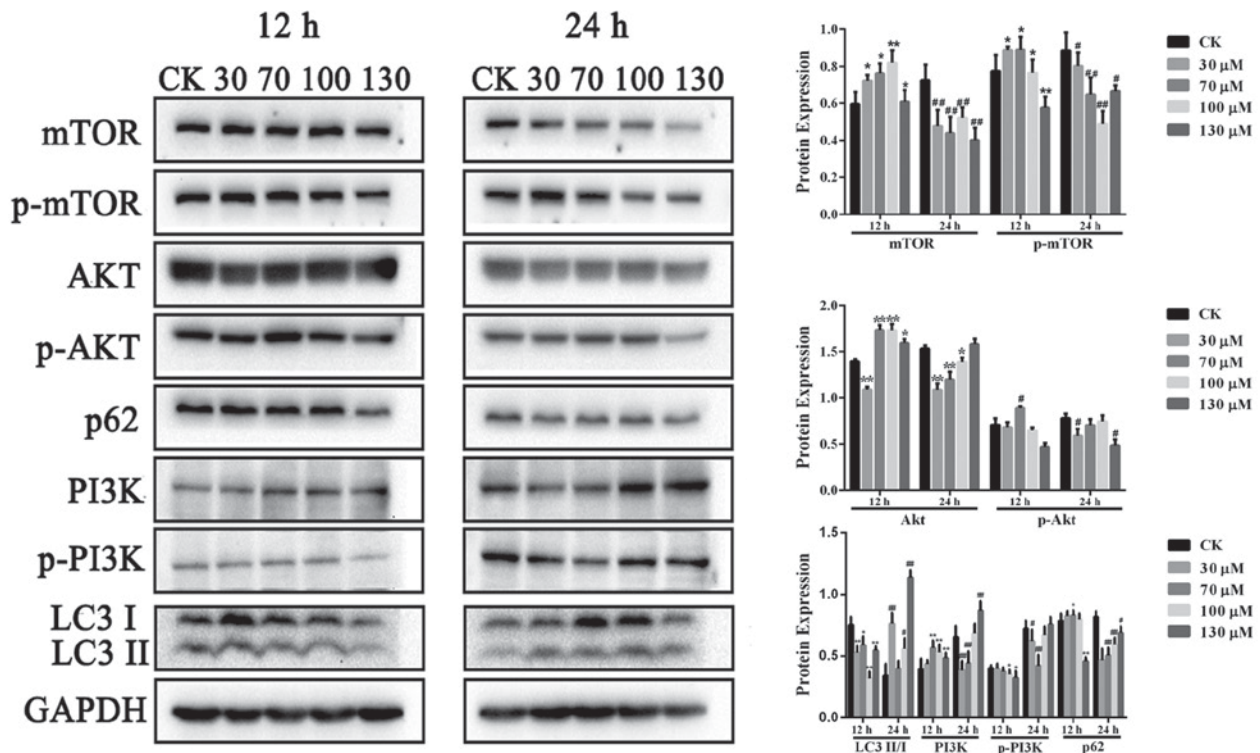 12 h
24 h
CK 30 70 100 130
CK 30 70 100 130
mTOR
p-mTOR
AKT
p-AKT
p62
PI3K
p-PI3K
LC3 I
LC3 II
GAPDH
Protein Expression
1.0
0.8
0.6
0.4
0.2
0.0
* * ** *
## ## ## ##
* * * **
# ## ## #
12 h 24 h 12 h 24 h
mTOR p-mTOR
CK
30 μM
70 μM
100 μM
130 μM
Protein Expression
2.0
1.5
1.0
0.5
0.0
** ** ** *
** ** *
#
# #
12 h 24 h 12 h 24 h
Akt p-Akt
CK
30 μM
70 μM
100 μM
130 μM
Protein Expression
1.5
1.0
0.5
0.0
12 h 24 h 12 h 24 h 12 h 24 h 12 h 24 h
LC3 II/I PI3K p-PI3K p62
CK
30 μM
70 μM
100 μM
130 μM